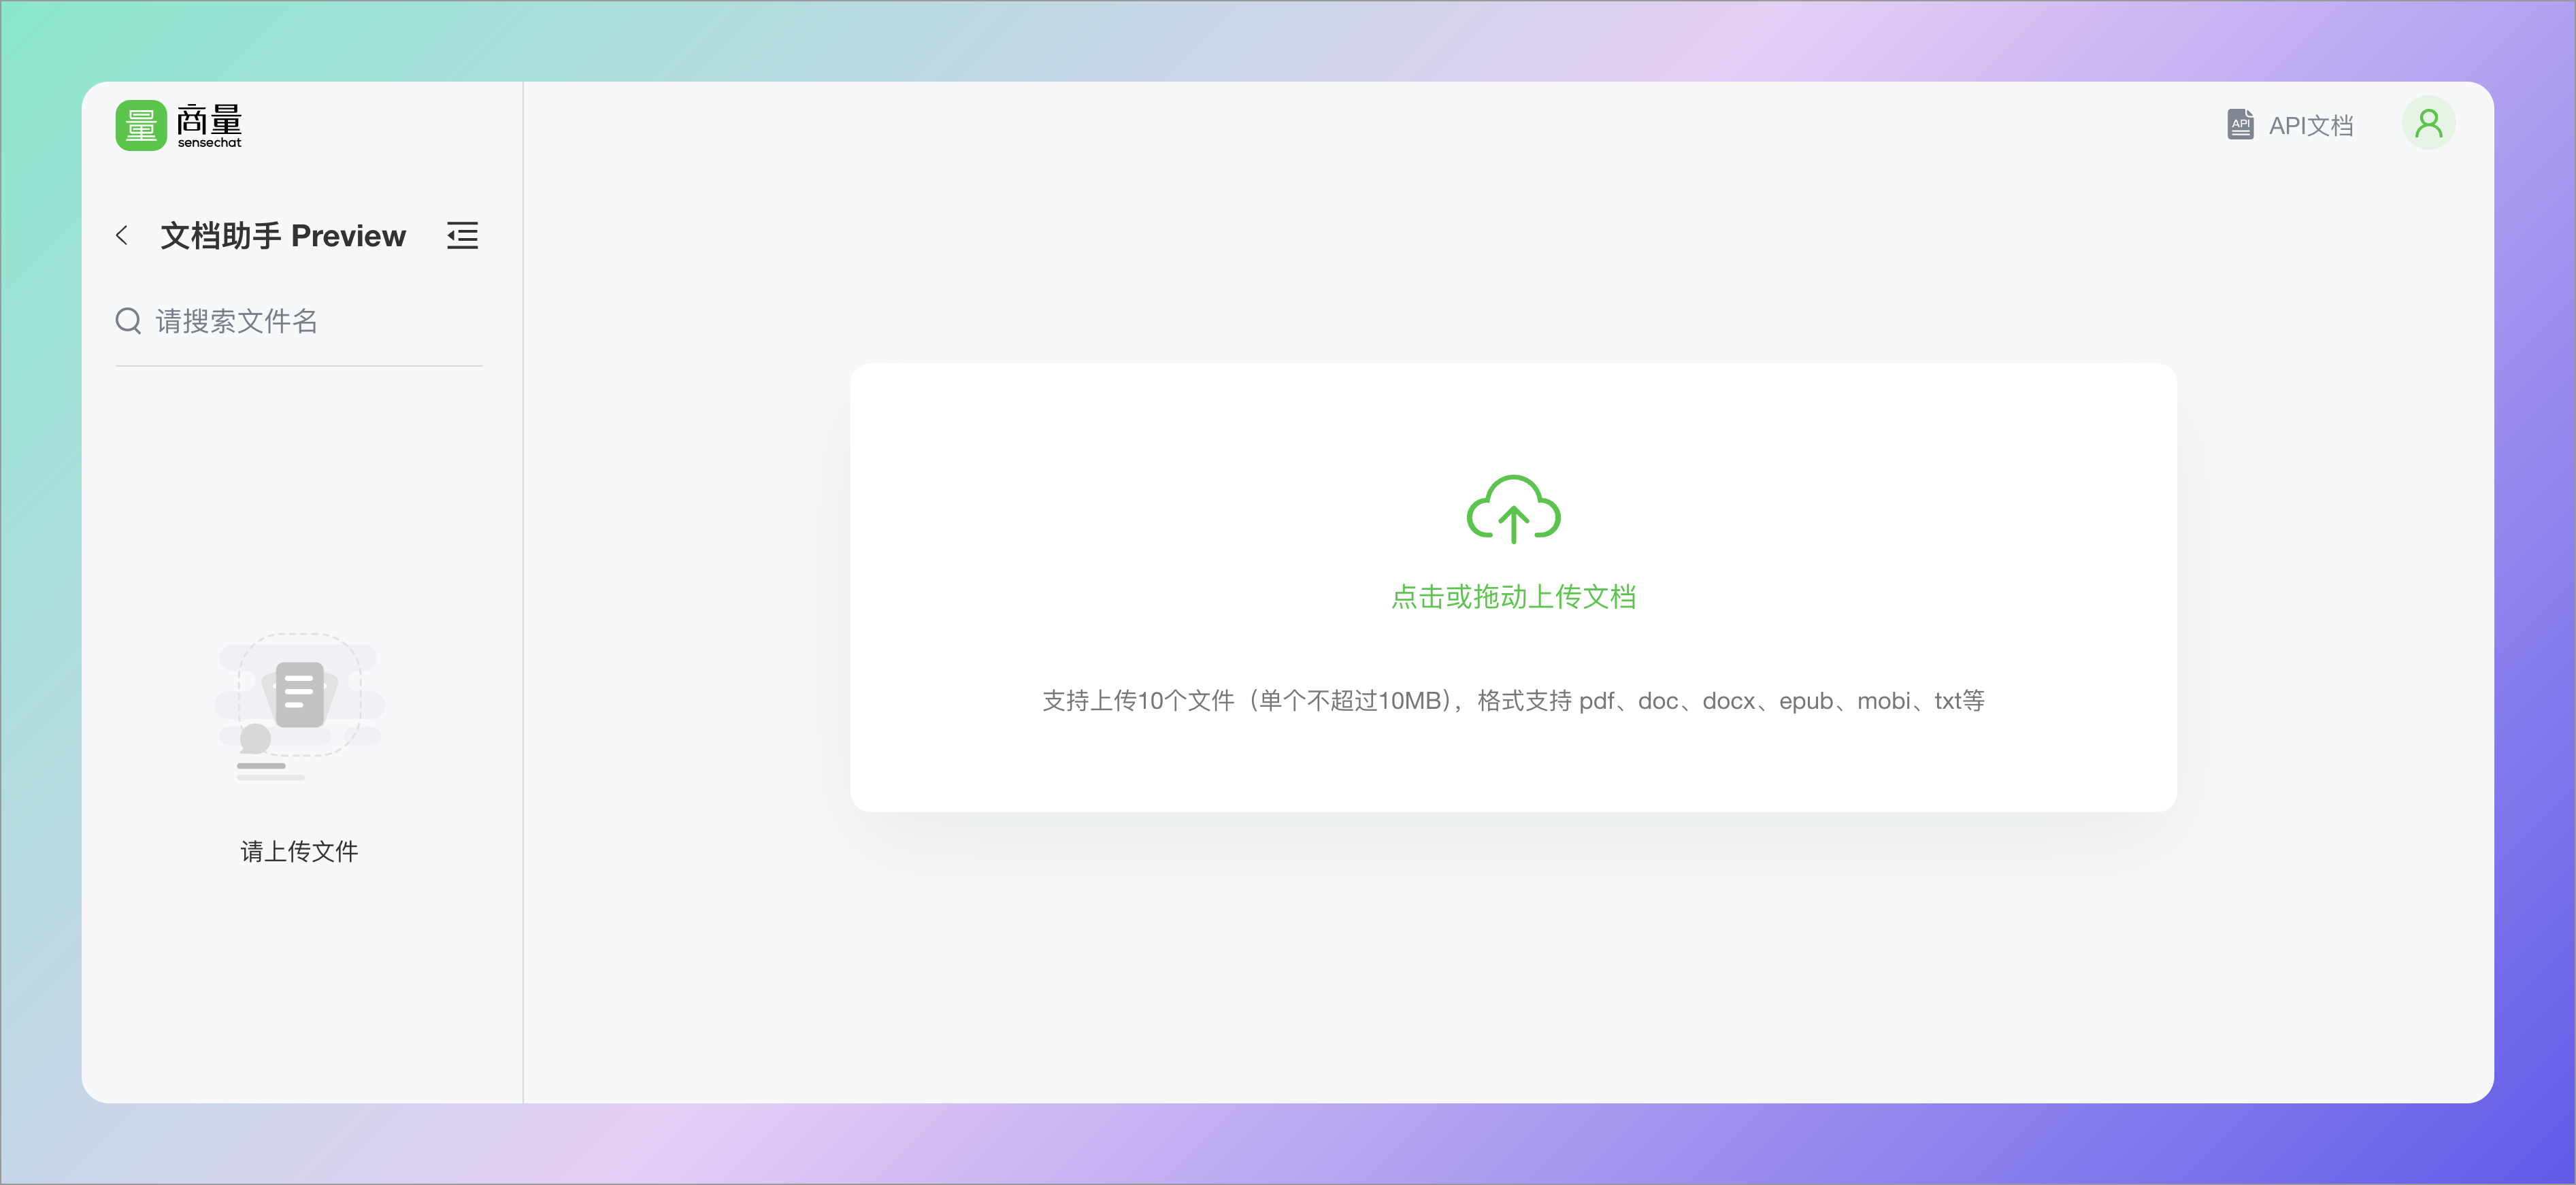 量 商量
sensechat
API API文档
文档助手 Preview
请搜索文件名
点击或拖动上传文档
支持上传10个文件（单个不超过10MB），格式支持 pdf、doc、docx、epub、mobi、txt等
请上传文件